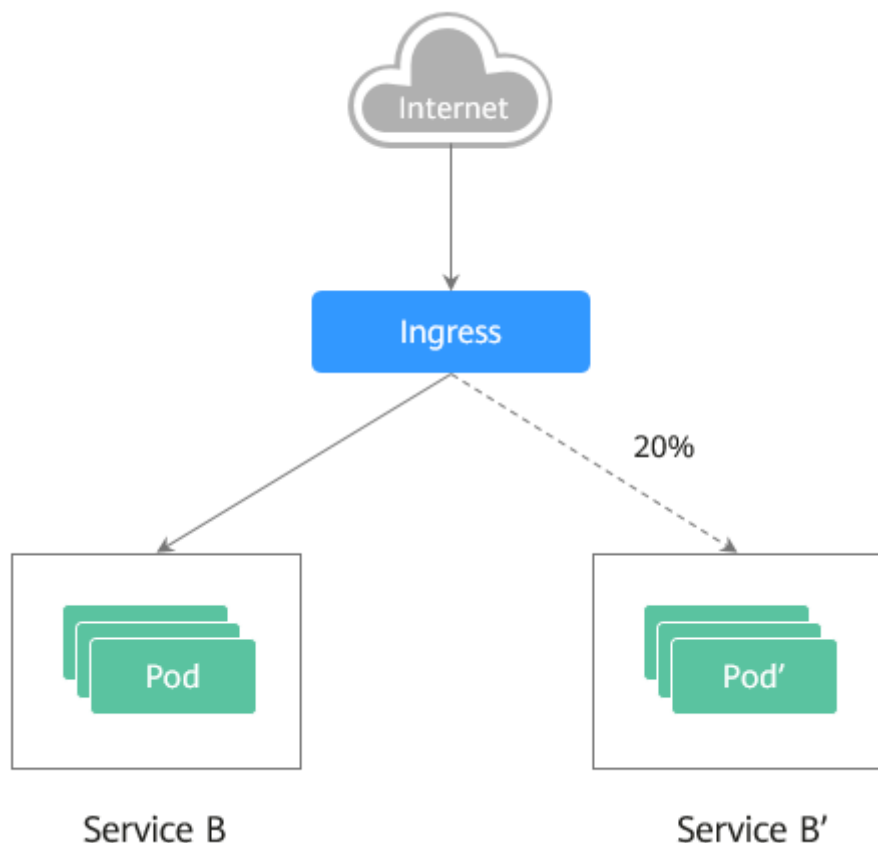 Internet
Ingress
20%
Pod
Pod’
Service B
Service B’